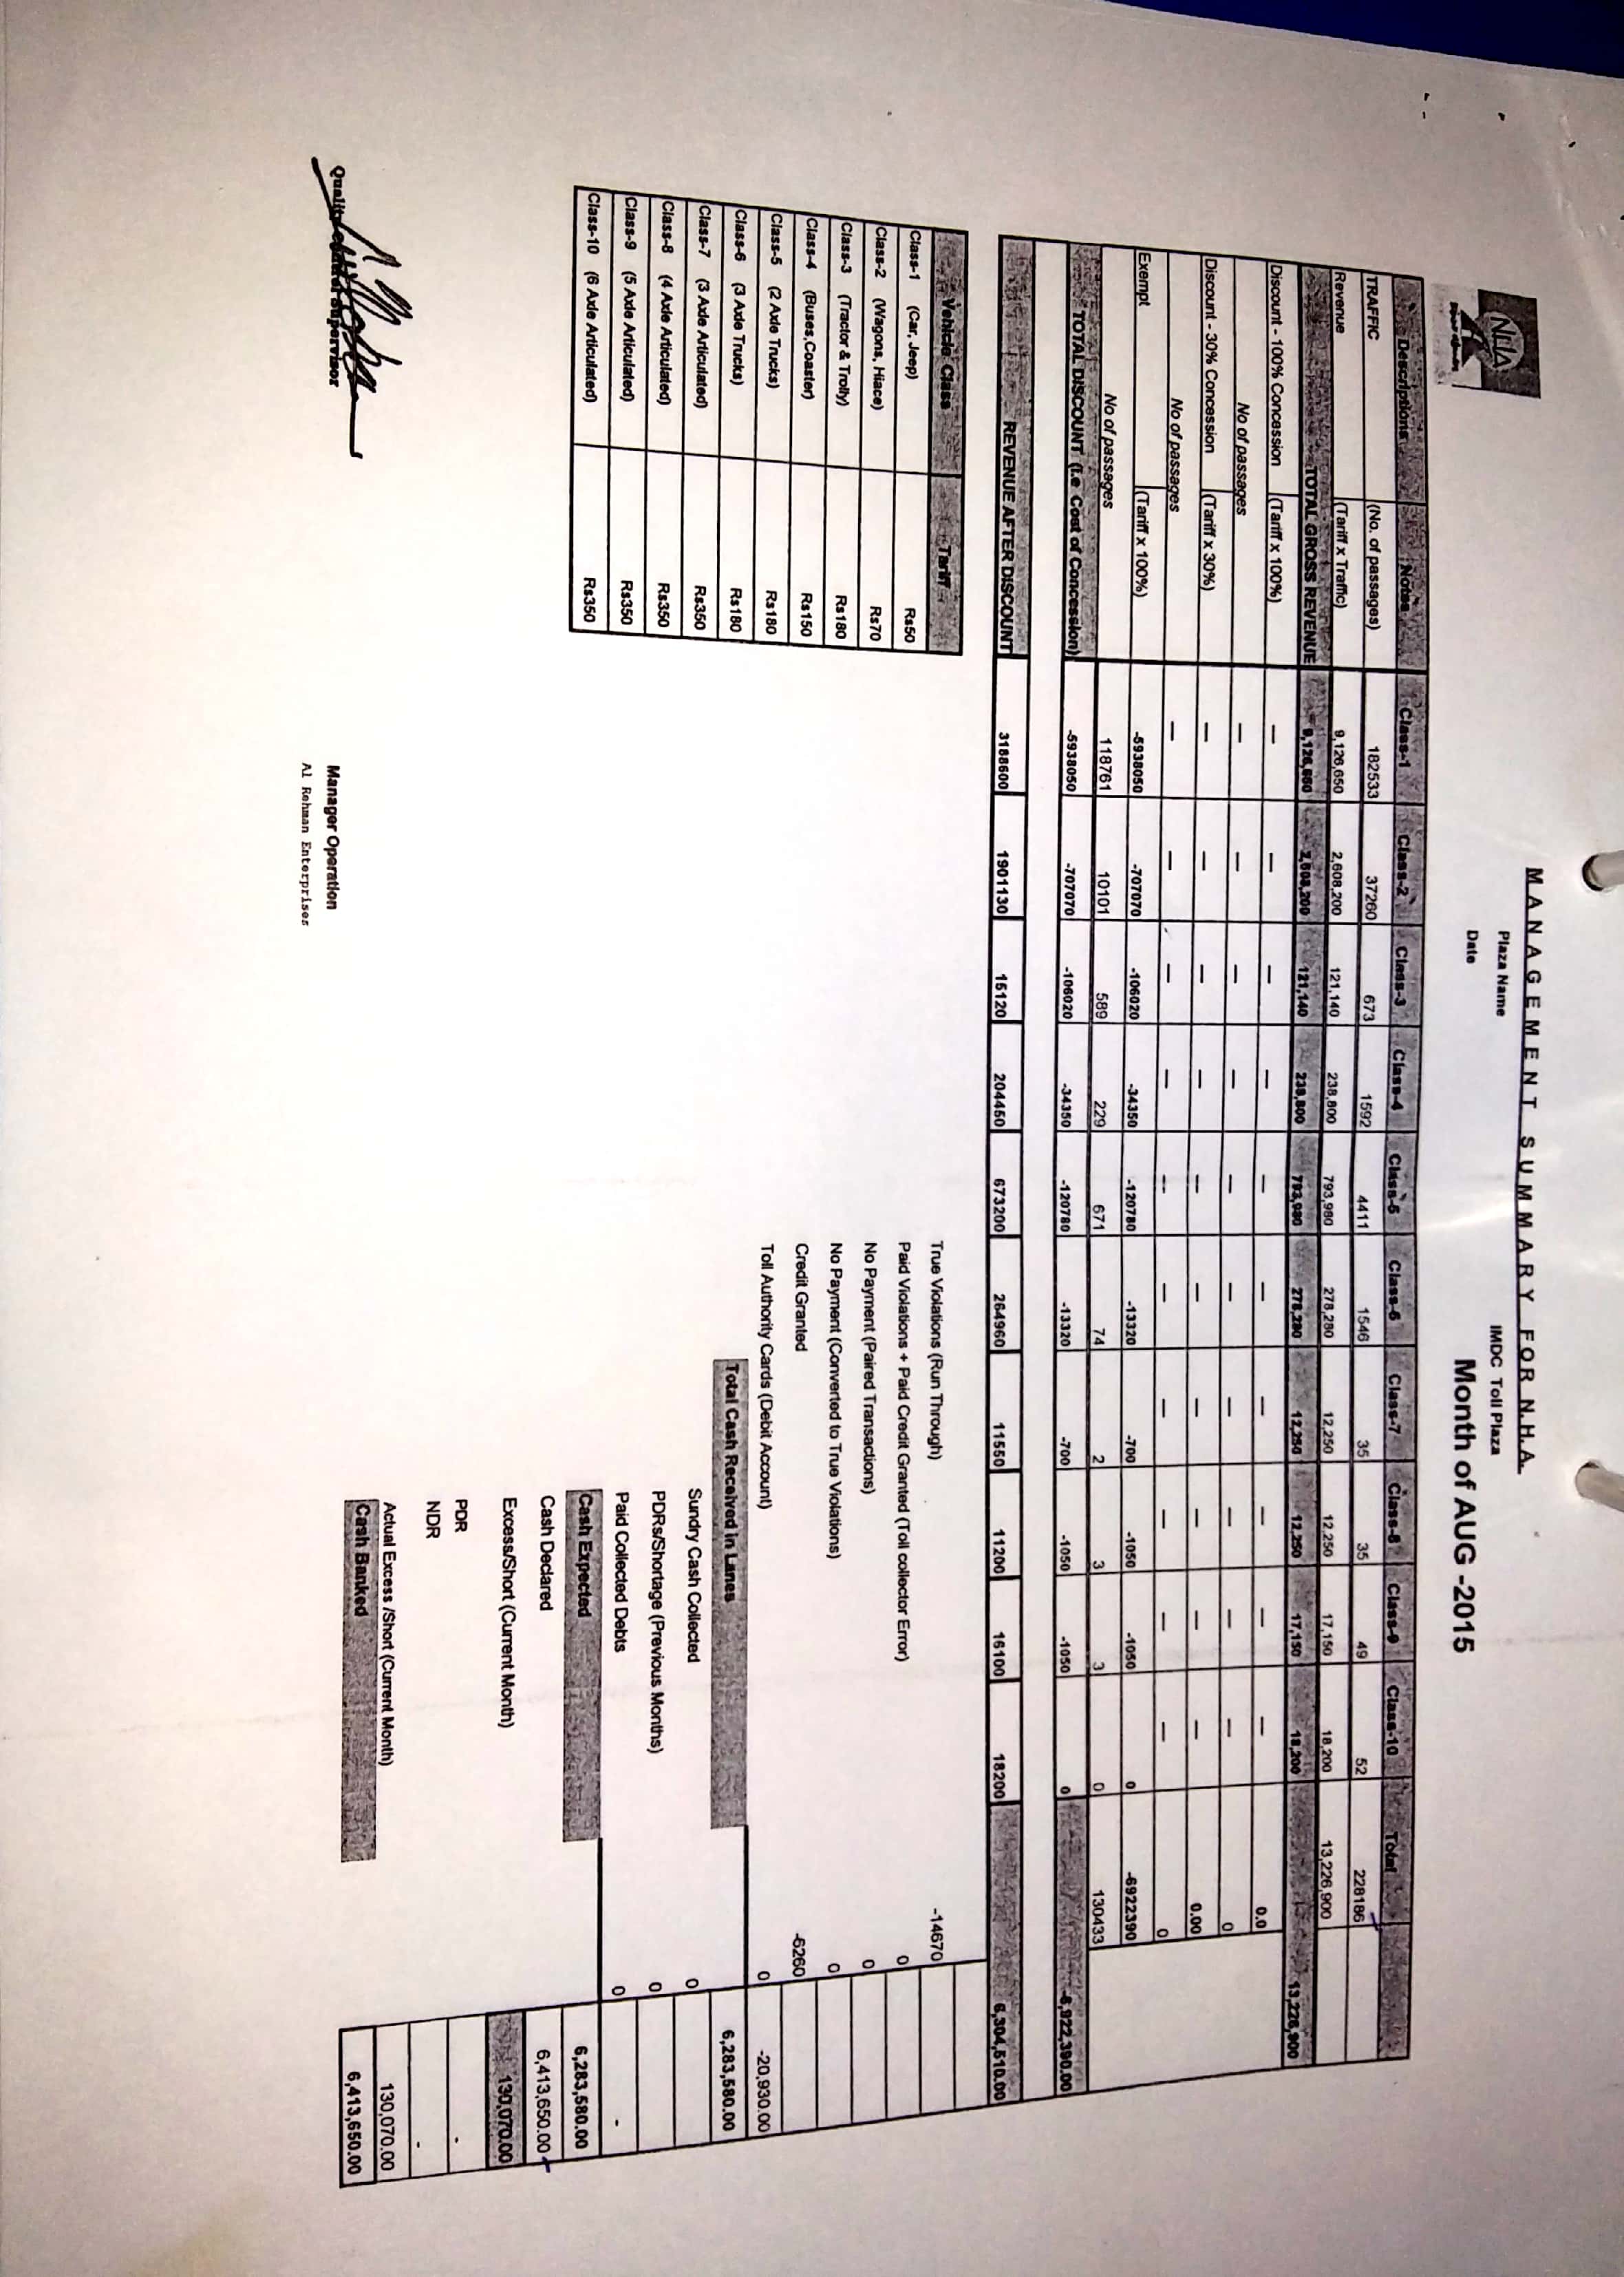 NHA
MANAGEMENT SUMMARY FOR N.H.A.
Plaza Name IMDC Toll Plaza
Date Month of AUG -2015
Descriptions Notes Class-1 Class-2 Class-3 Class-4 Class-5 Class-6 Class-7 Class-8 Class-9 Class-10 Total
TRAFFIC (No. of passages) 182533 37260 673 1592 4411 1546 35 35 49 52 228186
Revenue (Tariff x Traffic) 9,126,650 2,608,200 121,140 238,800 793,980 278,280 12,250 12,250 17,150 18,200 13,226,900
TOTAL GROSS REVENUE 9,126,650 2,608,200 121,140 238,800 793,980 278,280 12,250 12,250 17,150 18,200 13,226,900
Discount - 100% Concession (Tariff x 100%) — — — — — — — — — — 0.0
No of passages — — — — — — — — — — 0
Discount - 30% Concession (Tariff x 30%) — — — — — — — — — — 0.00
No of passages — — — — -- — — — — — 0
Exempt (Tariff x 100%) -5938050 -707070 -106020 -34350 -120780 -13320 -700 -1050 -1050 0 -6922390
No of passages 118761 10101 589 229 671 74 2 3 3 0 130433
TOTAL DISCOUNT (i.e Cost of Concession) -5938050 -707070 -106020 -34350 -120780 -13320 -700 -1050 -1050 0 -6,922,390.00
REVENUE AFTER DISCOUNT 3188600 1901130 15120 204450 673200 264960 11550 11200 16100 18200 6,304,510.00
Vehicle Class Tariff
Class-1 (Car, Jeep) Rs50
Class-2 (Wagons, Hiace) Rs70
Class-3 (Tractor & Trolly) Rs180
Class-4 (Buses,Coaster) Rs150
Class-5 (2 Axle Trucks) Rs180
Class-6 (3 Axle Trucks) Rs180
Class-7 (3 Axle Articulated) Rs350
Class-8 (4 Axle Articulated) Rs350
Class-9 (5 Axle Articulated) Rs350
Class-10 (6 Axle Articulated) Rs350
True Violations (Run Through) -14670
Paid Violations + Paid Credit Granted (Toll collector Error) 0
No Payment (Paired Transactions) 0
No Payment (Converted to True Violations) 0
Credit Granted -6260
Toll Authority Cards (Debit Account) 0 -20,930.00
Total Cash Received in Lanes 6,283,580.00
Sundry Cash Collected 0
PDRs/Shortage (Previous Months) 0
Paid Collected Debts 0 -
Cash Expected 6,283,580.00
Cash Declared 6,413,650.00
Excess/Short (Current Month) 130,070.00
PDR -
NDR -
Actual Excess /Short (Current Month) 130,070.00
Cash Banked 6,413,650.00
Supervisor
Manager Operation
Al Rehman Enterprises